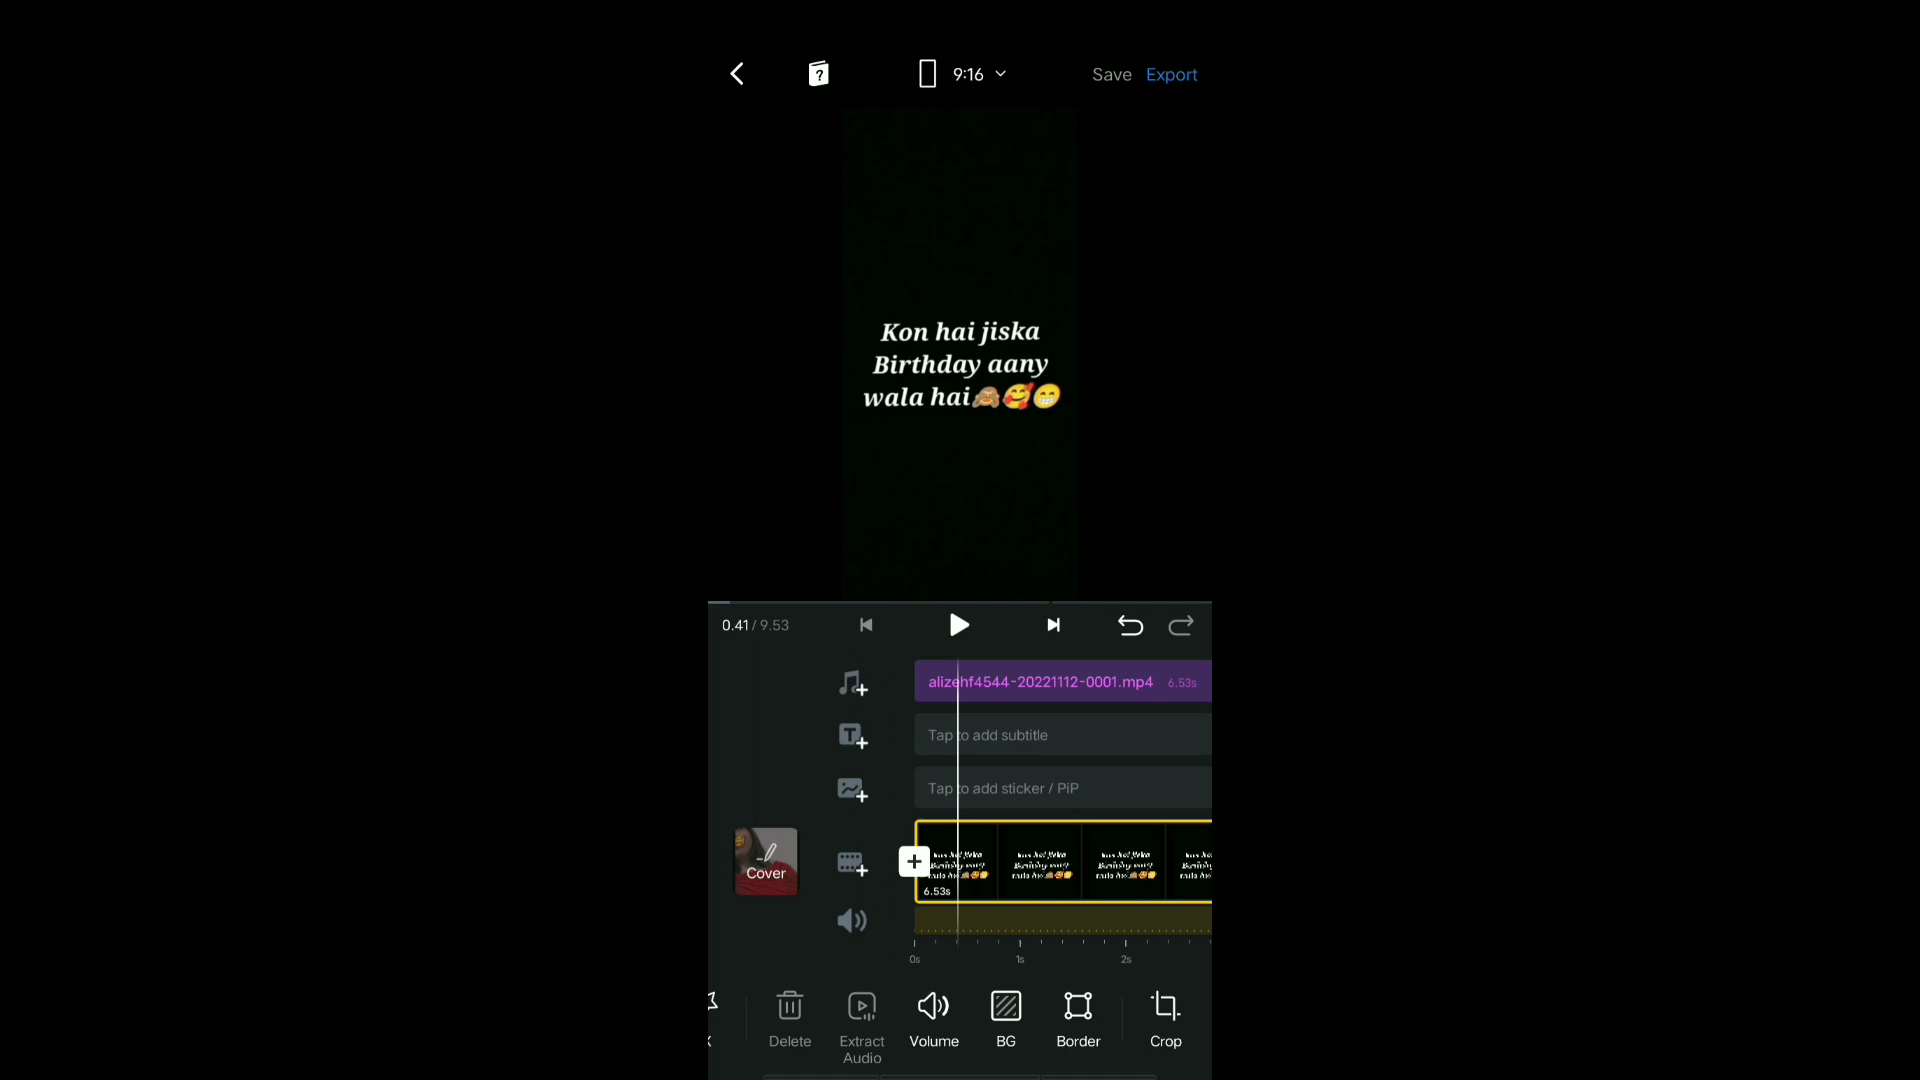 9:16
Save
Export
Kon hai jiska
Birthday aany
wala hai🙈🥰😁
0.41 / 9.53
alizehf4544-20221112-0001.mp4 6.53s
Tap to add subtitle
Tap to add sticker / PiP
Cover
6.53s
0s
1s
2s
Delete
Extract
Audio
Volume
BG
Border
Crop